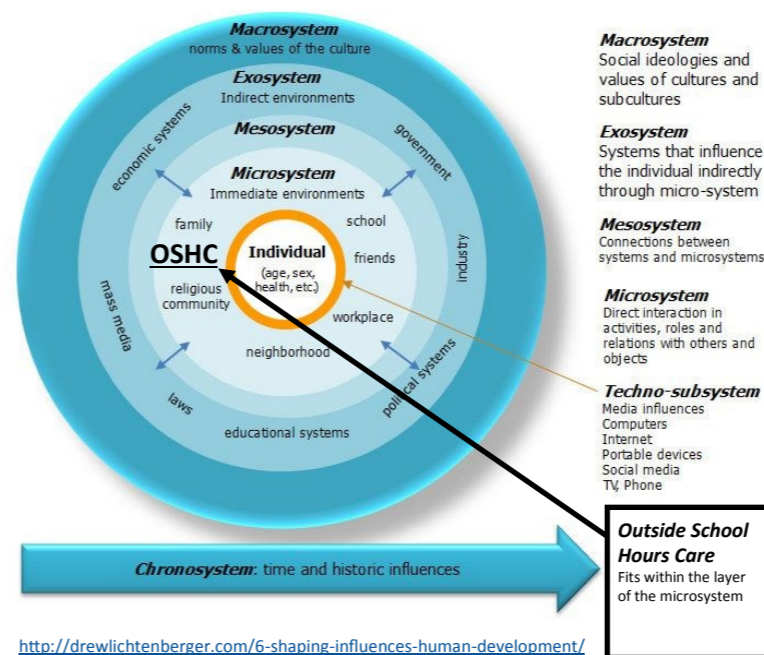 Macrosystem
norms & values of the culture
Exosystem
Indirect environments
Mesosystem
Microsystem
Immediate environments
economic systems
government
family
school
OSHC
Individual
(age, sex,
health, etc.)
friends
industry
religious
community
workplace
mass media
neighborhood
political systems
laws
educational systems
Macrosystem
Social ideologies and
values of cultures and
subcultures
Exosystem
Systems that influence
the individual indirectly
through micro-system
Mesosystem
Connections between
systems and microsystems
Microsystem
Direct interaction in
activities, roles and
relations with others and
objects
Techno-subsystem
Media influences
Computers
Internet
Portable devices
Social media
TV, Phone
Outside School
Hours Care
Fits within the layer
of the microsystem
Chronosystem: time and historic influences
http://drewlichtenberger.com/6-shaping-influences-human-development/